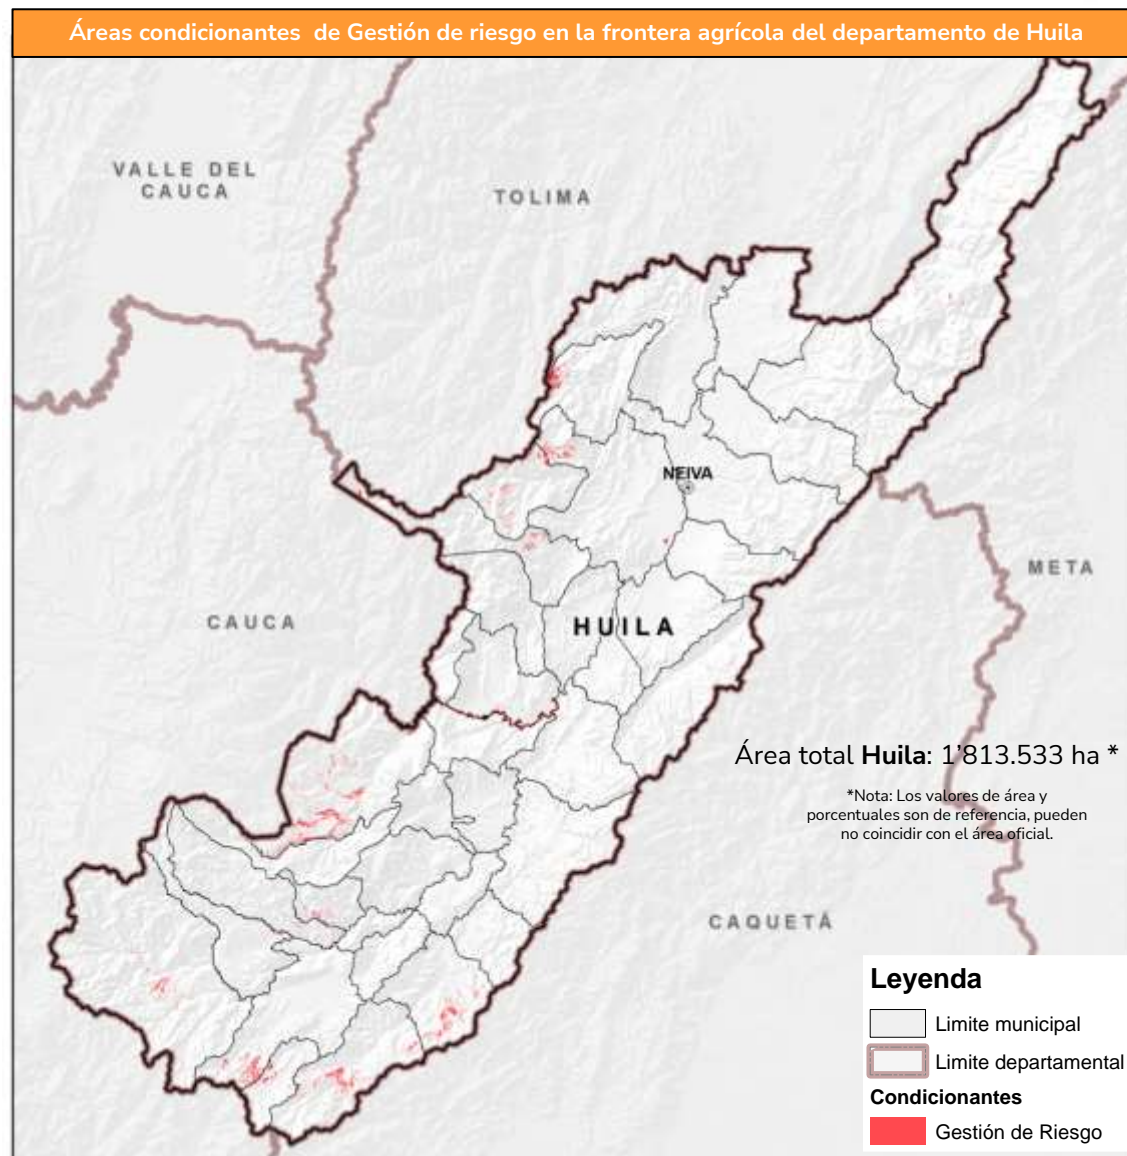 Áreas condicionantes  de Gestión de riesgo en la frontera agrícola del departamento de Huila
VALLE DEL
CAUCA
TOLIMA
NEIVA
META
CAUCA
HUILA
Área total Huila: 1'813.533 ha *
*Nota: Los valores de área y
porcentuales son de referencia, pueden
no coincidir con el área oficial.
CAQUETÁ
Leyenda
Limite municipal
Limite departamental
Condicionantes
Gestión de Riesgo